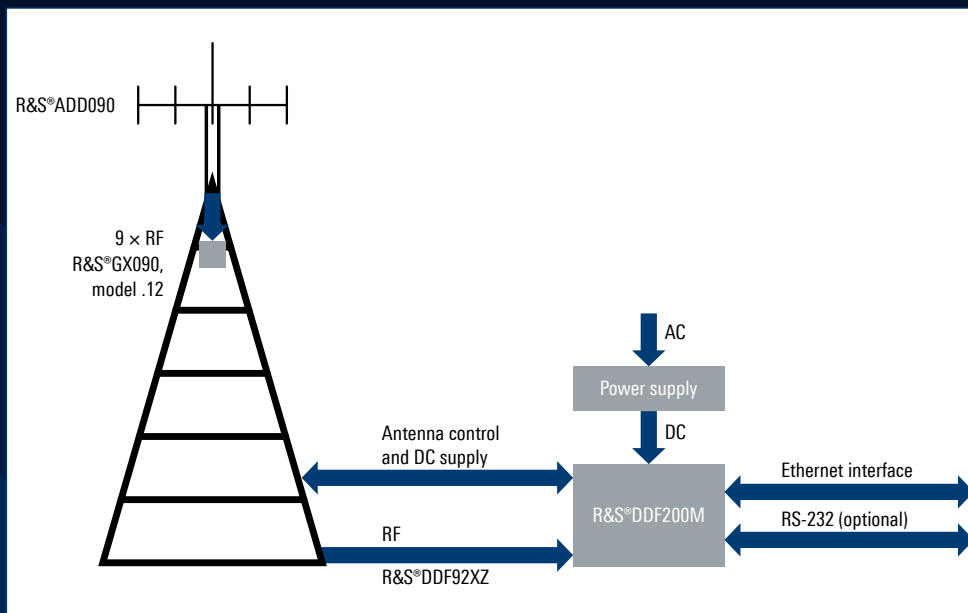 R&S®ADD090
9 × RF
R&S®GX090,
model .12
AC
Power supply
DC
Antenna control
and DC supply
R&S®DDF200M
Ethernet interface
RS-232 (optional)
RF
R&S®DDF92XZ